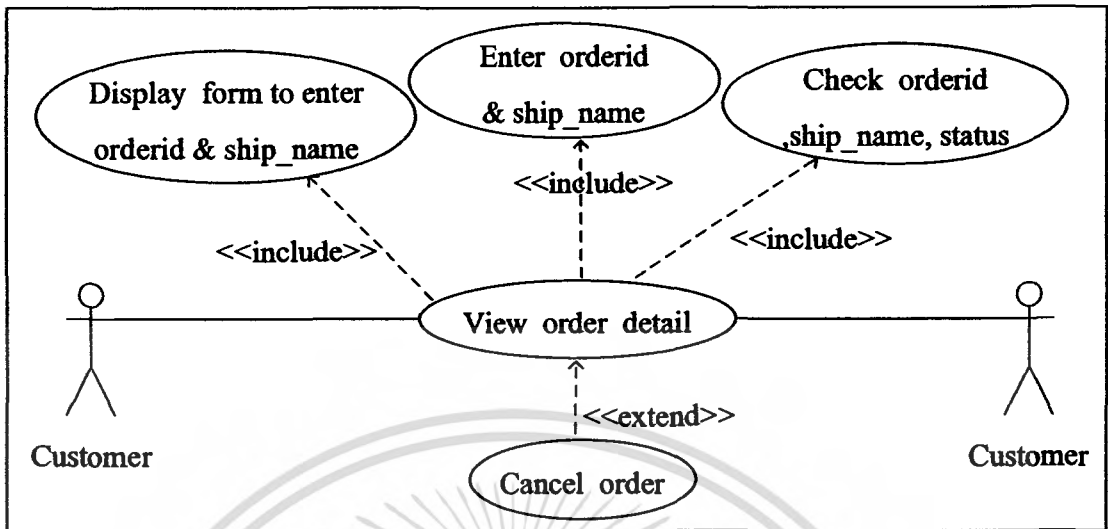 Display form to enter
orderid & ship_name
Enter orderid
& ship_name
Check orderid
,ship_name, status
<<include>>
<<include>>
<<include>>
View order detail
<<extend>>
Customer
Customer
Cancel order